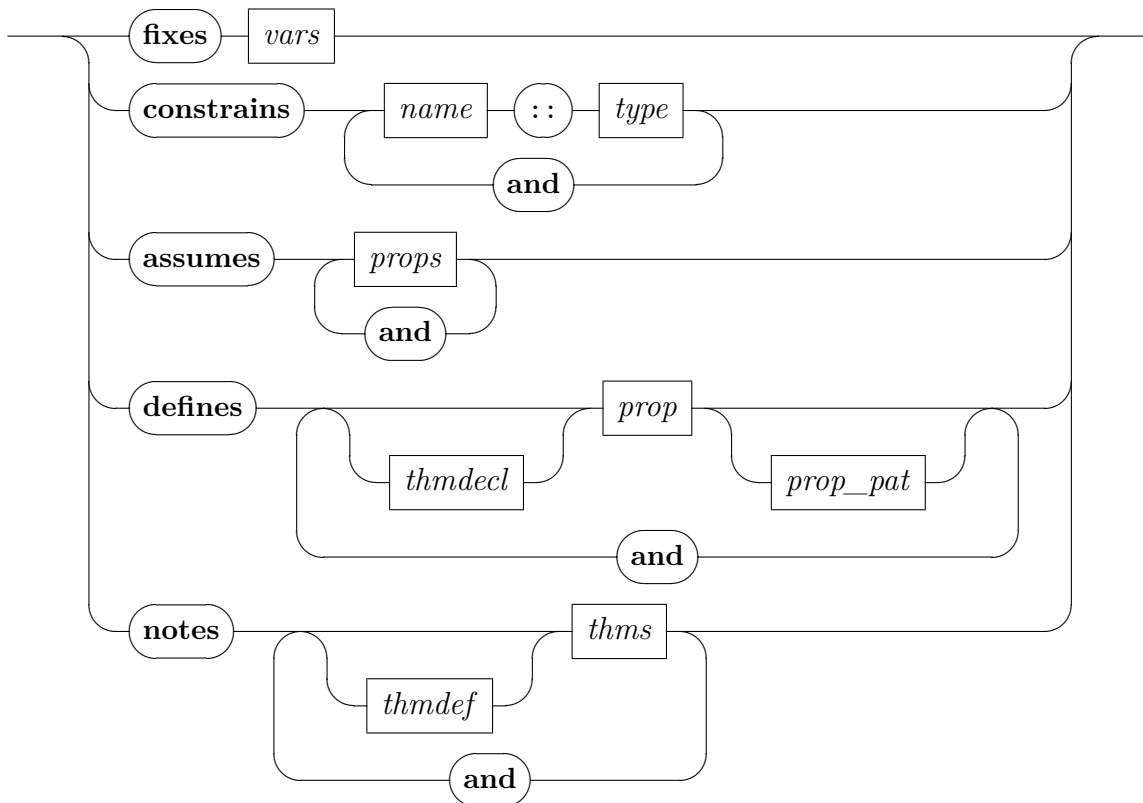 fixes vars
constrains name :: type
and
assumes props
and
defines prop
thmdecl prop_pat
and
notes thms
thmdef
and